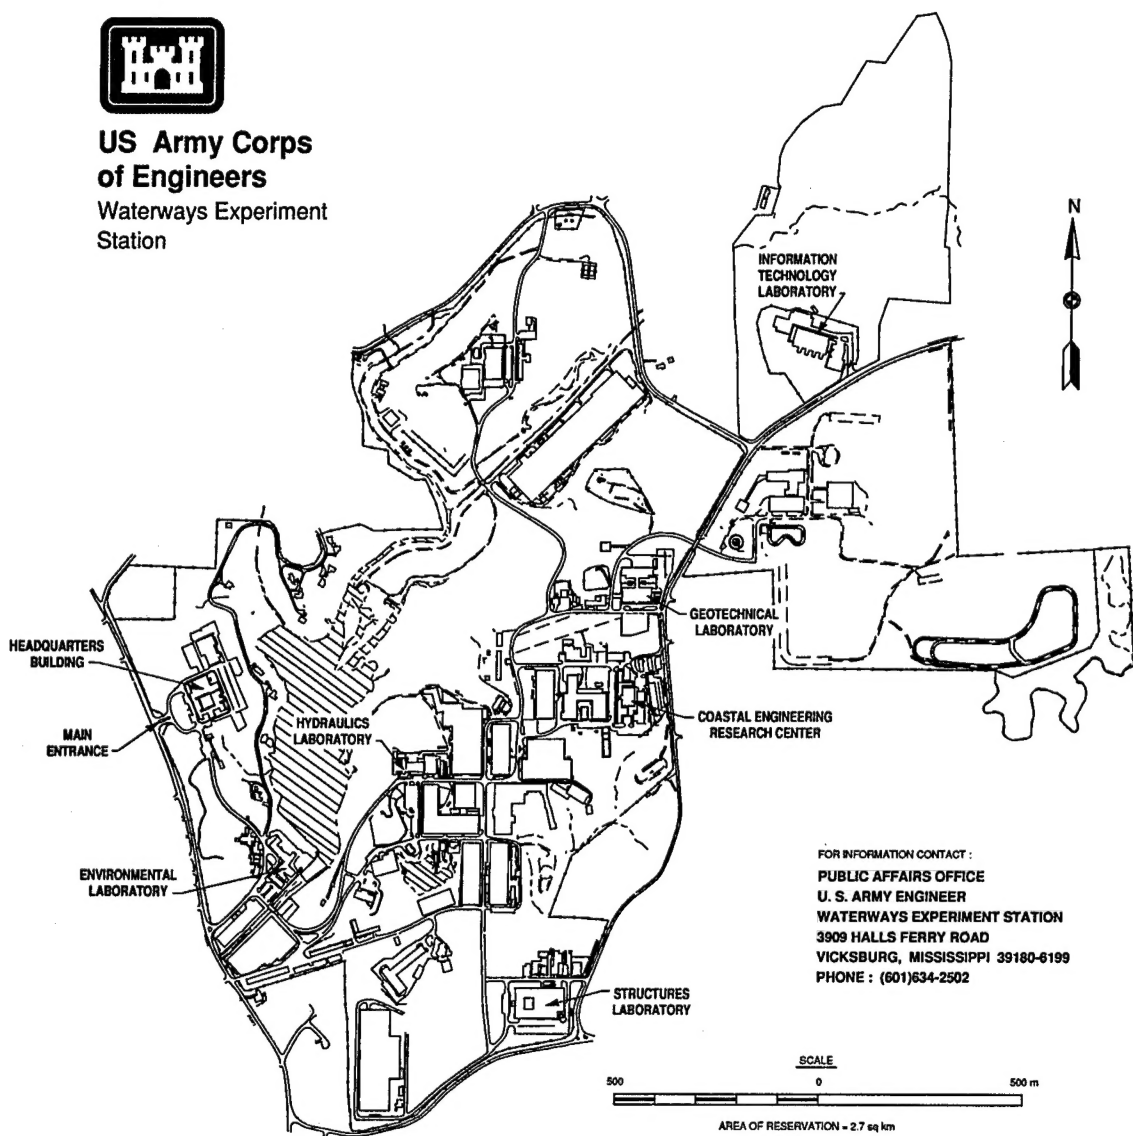 US Army Corps
of Engineers
Waterways Experiment
Station
N
INFORMATION
TECHNOLOGY
LABORATORY
GEOTECHNICAL
LABORATORY
HEADQUARTERS
BUILDING
MAIN
ENTRANCE
HYDRAULICS
LABORATORY
COASTAL ENGINEERING
RESEARCH CENTER
ENVIRONMENTAL
LABORATORY
STRUCTURES
LABORATORY
FOR INFORMATION CONTACT :
PUBLIC AFFAIRS OFFICE
U. S. ARMY ENGINEER
WATERWAYS EXPERIMENT STATION
3909 HALLS FERRY ROAD
VICKSBURG, MISSISSIPPI 39180-6199
PHONE : (601)634-2502
SCALE
500 0 500 m
AREA OF RESERVATION = 2.7 sq km